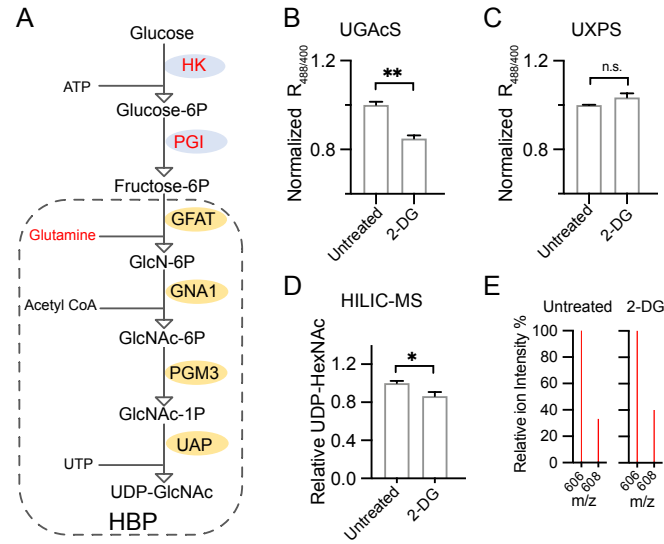 A
Glucose
HK
ATP
Glucose-6P
PGI
Fructose-6P
GFAT
Glutamine
GlcN-6P
GNA1
Acetyl CoA
GlcNAc-6P
PGM3
GlcNAc-1P
UAP
UTP
UDP-GlcNAc
HBP
B
UGAcS
Normalized R488/400
1.2
0.8
**
Untreated
2-DG
C
UXPS
Normalized R488/400
1.2
0.8
n.s.
Untreated
2-DG
D
HILIC-MS
Relative UDP-HexNAc
1.2
0.8
0.4
0.0
*
Untreated
2-DG
E
Untreated
2-DG
Relative ion Intensity %
100
80
60
40
20
0
606
608
606
608
m/z
m/z